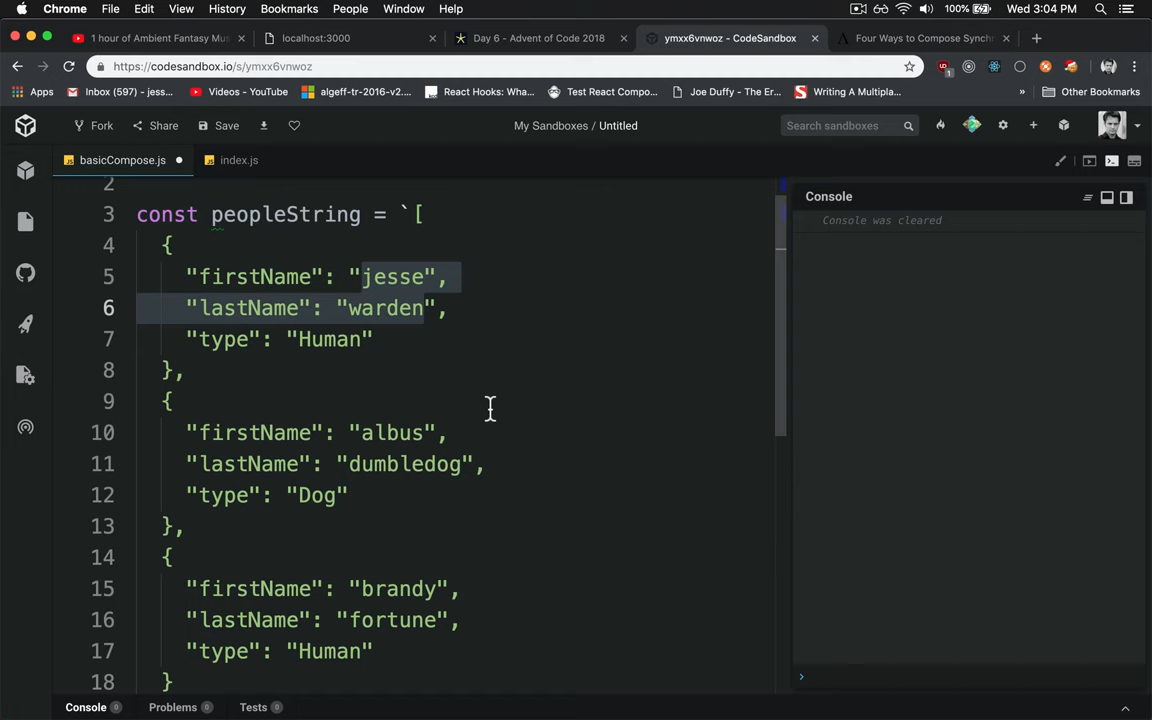 Chrome File Edit View History Bookmarks People Window Help 100% Wed 3:04 PM
1 hour of Ambient Fantasy Mus
localhost:3000
Day 6 - Advent of Code 2018
ymxx6vnwoz - CodeSandbox
Four Ways to Compose Synchr
https://codesandbox.io/s/ymxx6vnwoz
Apps
Inbox (597) - jess...
Videos - YouTube
algeff-tr-2016-v2...
React Hooks: Wha...
Test React Compo...
Joe Duffy - The Er...
Writing A Multipla...
»
Other Bookmarks
Fork Share Save
My Sandboxes / Untitled
Search sandboxes
basicCompose.js
index.js
2
3 const peopleString = `[
4 {
5 "firstName": "jesse",
6 "lastName": "warden",
7 "type": "Human"
8 },
9 {
10 "firstName": "albus",
11 "lastName": "dumbledog",
12 "type": "Dog"
13 },
14 {
15 "firstName": "brandy",
16 "lastName": "fortune",
17 "type": "Human"
18 }
Console
Console was cleared
›
Console 0 Problems 0 Tests 0